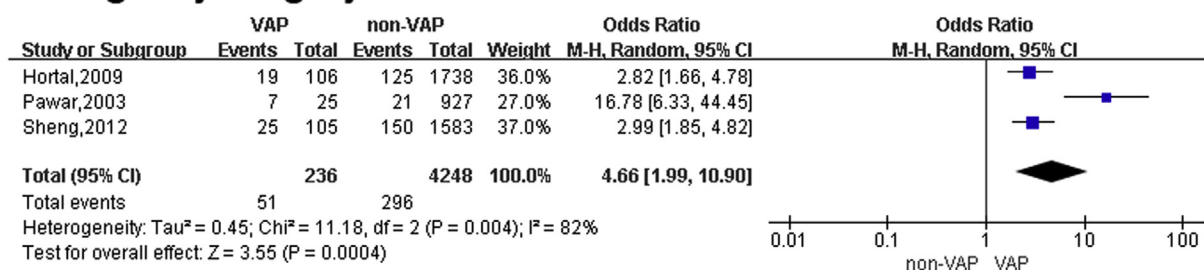 VAP non-VAP Odds Ratio Odds Ratio
Study or Subgroup Events Total Events Total Weight M-H, Random, 95% CI M-H, Random, 95% CI
Hortal,2009 19 106 125 1738 36.0% 2.82 [1.66, 4.78]
Pawar,2003 7 25 21 927 27.0% 16.78 [6.33, 44.45]
Sheng,2012 25 105 150 1583 37.0% 2.99 [1.85, 4.82]
Total (95% CI) 236 4248 100.0% 4.66 [1.99, 10.90]
Total events 51 296
Heterogeneity: Tau² = 0.45; Chi² = 11.18, df = 2 (P = 0.004); I² = 82%
Test for overall effect: Z = 3.55 (P = 0.0004)
0.01 0.1 1 10 100
non-VAP VAP